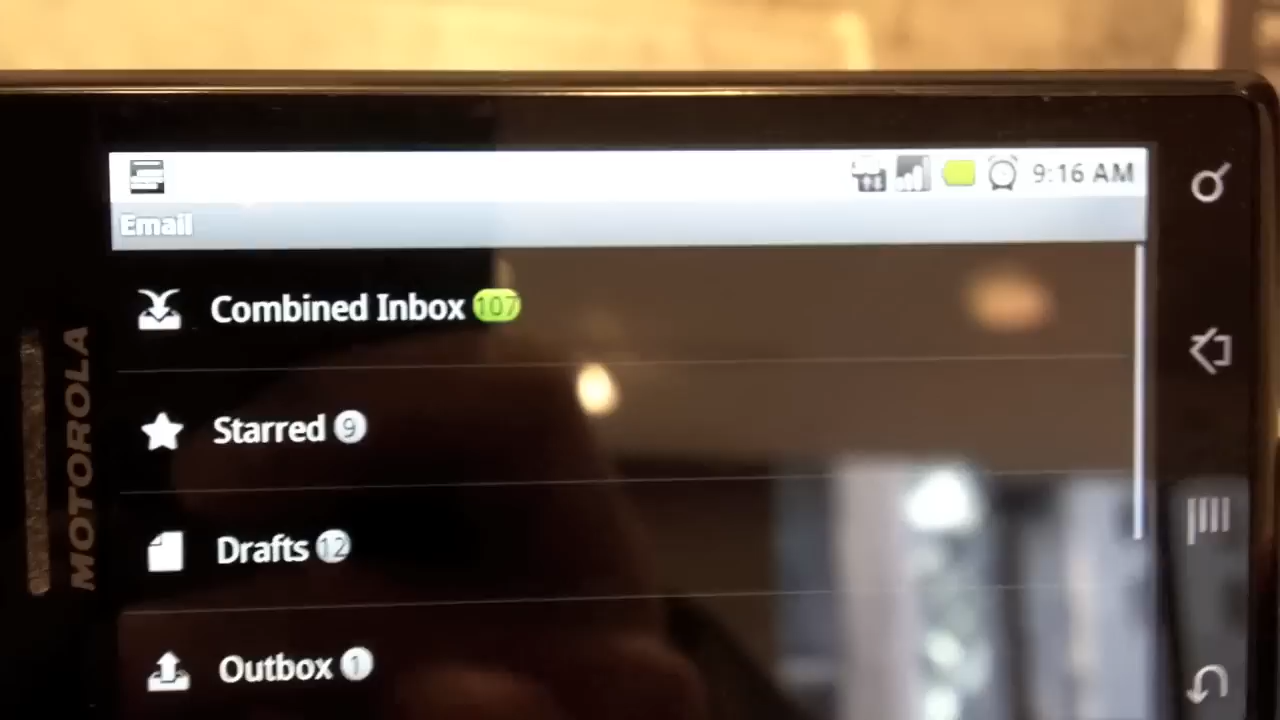 9:16 AM
Email
Combined Inbox 107
Starred 9
Drafts 12
Outbox 1
MOTOROLA